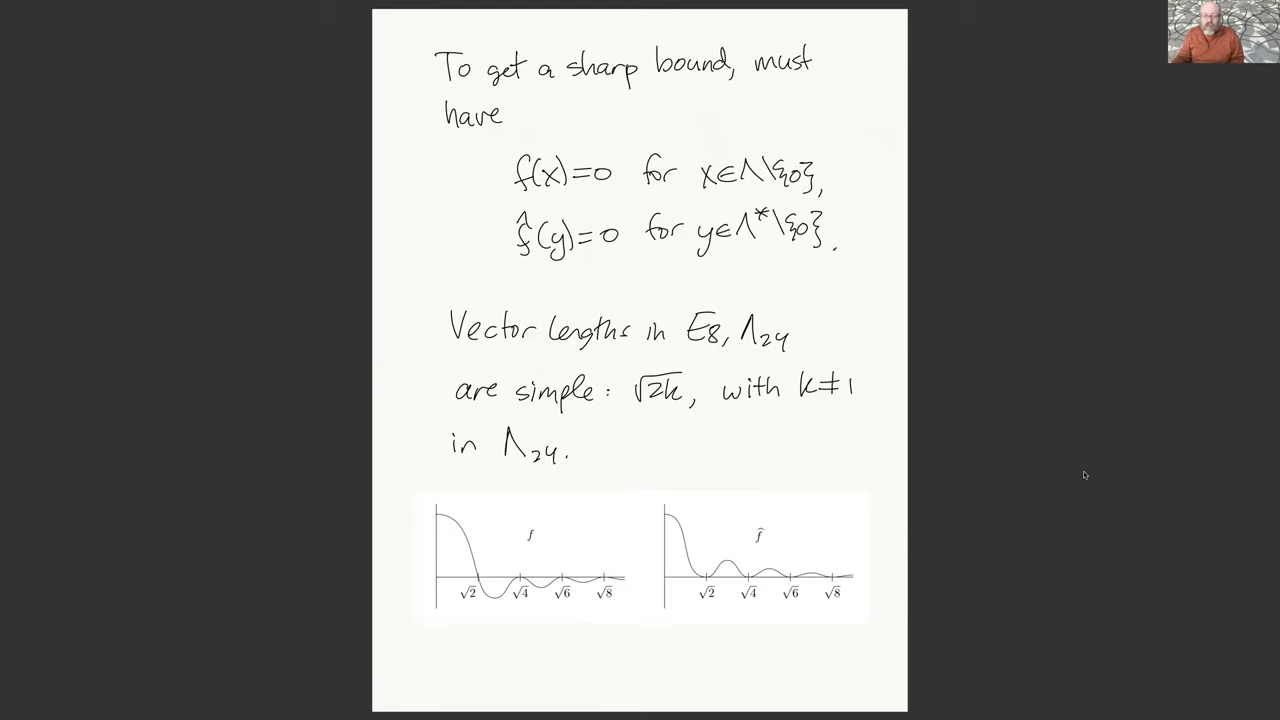 To get a sharp bound, must
have
f(x)=0 for x∈Λ\{0},
f̂(y)=0 for y∈Λ*\{0}.
Vector lengths in E8, Λ24
are simple: √2k, with k≠1
in Λ24.
f
f̂
√2 √4 √6 √8
√2 √4 √6 √8